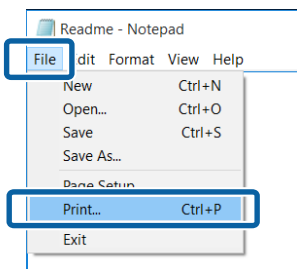 Readme - Notepad
File dit Format View Help
New Ctrl+N
Open... Ctrl+O
Save Ctrl+S
Save As...
Page Setup
Print... Ctrl+P
Exit